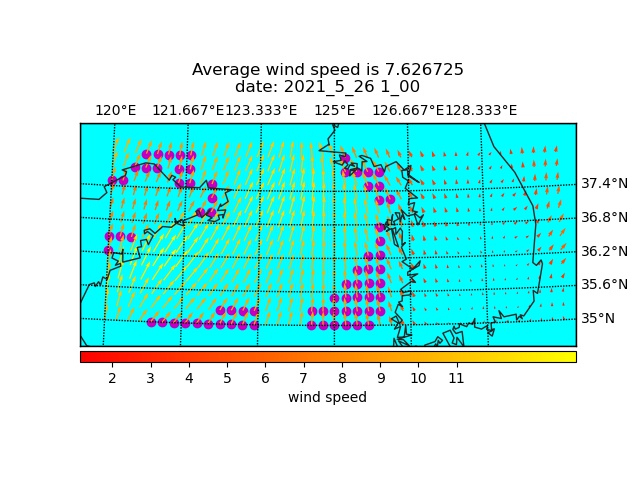 Average wind speed is 7.626725
date: 2021_5_26 1_00
120°E 121.667°E 123.333°E 125°E 126.667°E 128.333°E
37.4°N
36.8°N
36.2°N
35.6°N
35°N
2 3 4 5 6 7 8 9 10 11
wind speed